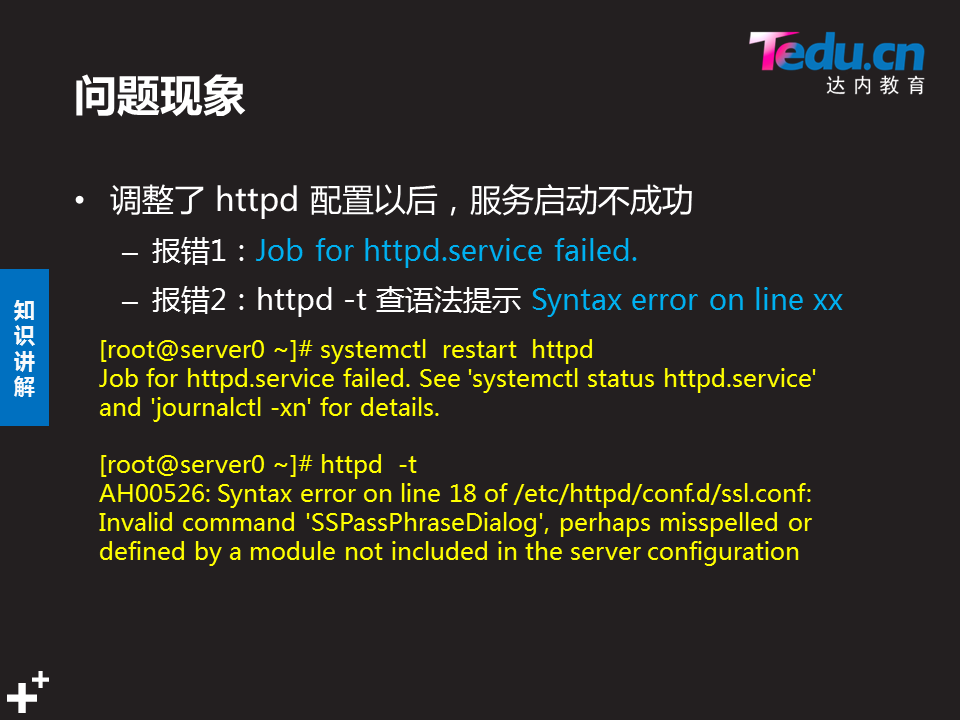 Tedu.cn
达内教育
问题现象
• 调整了 httpd 配置以后，服务启动不成功
– 报错1：Job for httpd.service failed.
– 报错2：httpd -t 查语法提示 Syntax error on line xx
知识讲解
[root@server0 ~]# systemctl restart httpd
Job for httpd.service failed. See 'systemctl status httpd.service'
and 'journalctl -xn' for details.
[root@server0 ~]# httpd -t
AH00526: Syntax error on line 18 of /etc/httpd/conf.d/ssl.conf:
Invalid command 'SSPassPhraseDialog', perhaps misspelled or
defined by a module not included in the server configuration